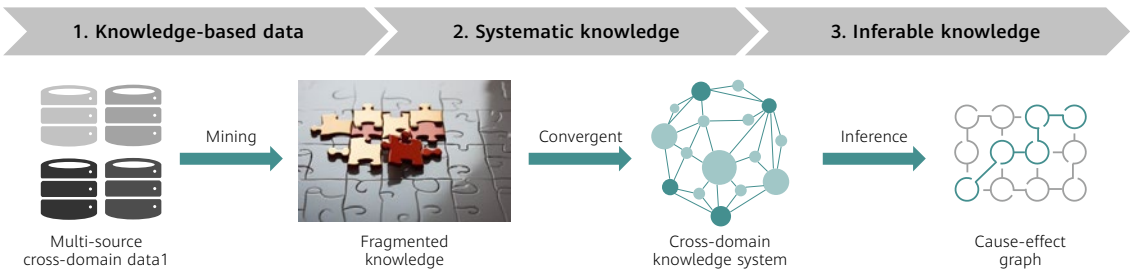 1. Knowledge-based data
2. Systematic knowledge
3. Inferable knowledge
Mining
Convergent
Inference
Multi-source
cross-domain data1
Fragmented
knowledge
Cross-domain
knowledge system
Cause-effect
graph